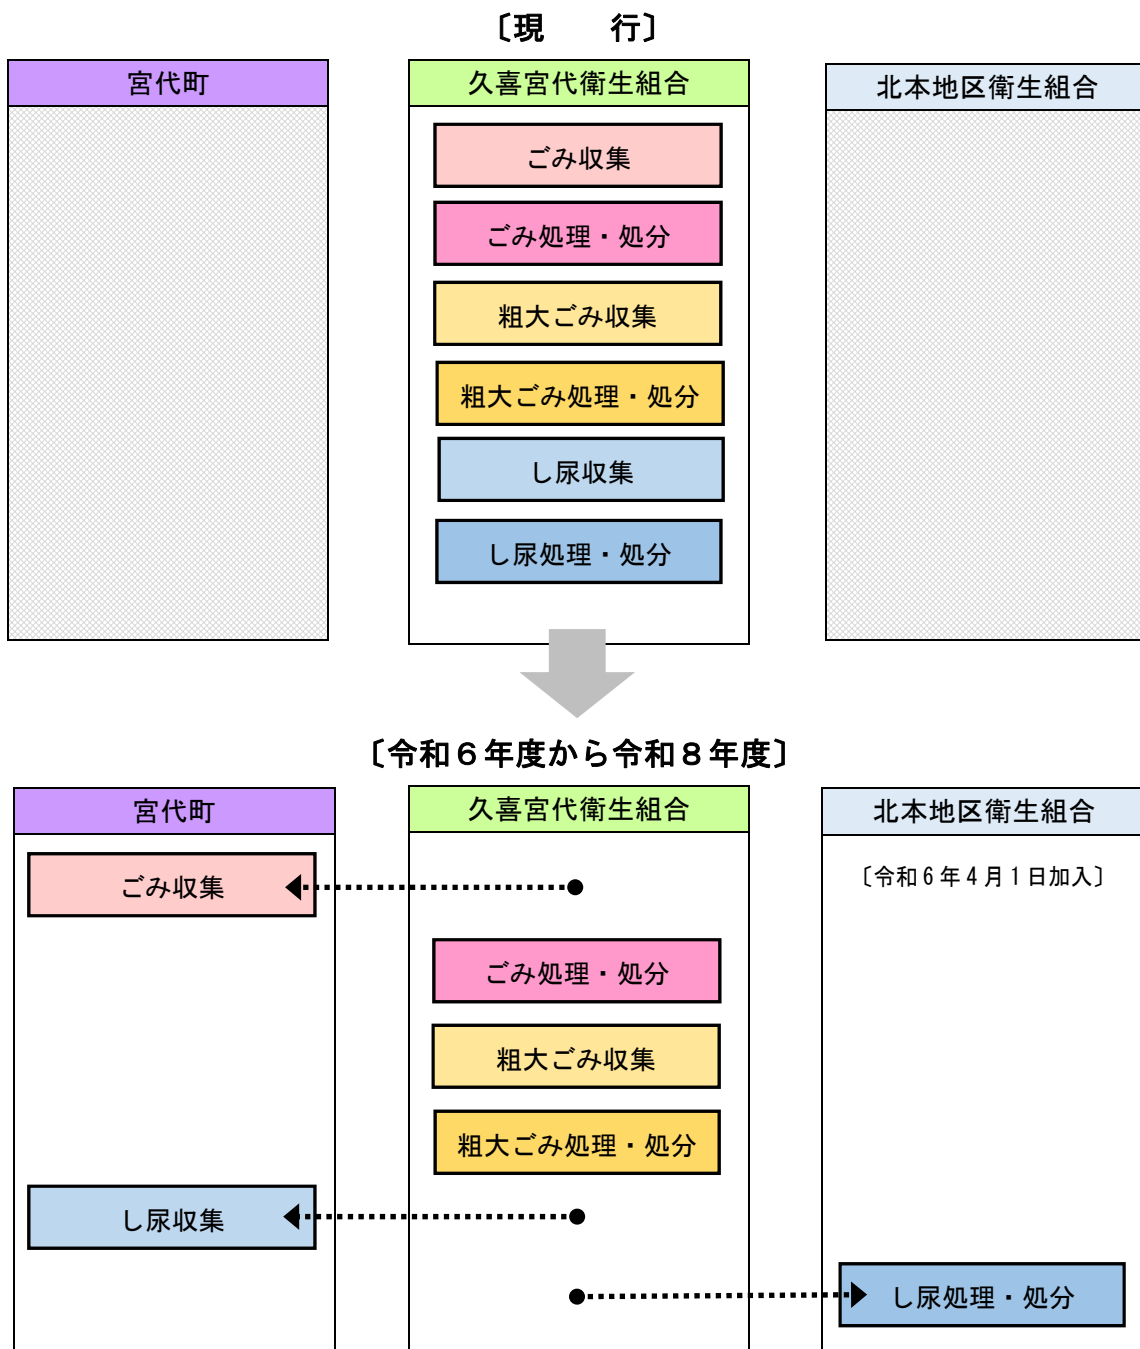 〔現　　行〕
宮代町
久喜宮代衛生組合
北本地区衛生組合
ごみ収集
ごみ処理・処分
粗大ごみ収集
粗大ごみ処理・処分
し尿収集
し尿処理・処分
〔令和６年度から令和８年度〕
宮代町
久喜宮代衛生組合
北本地区衛生組合
ごみ収集
〔令和６年４月１日加入〕
ごみ処理・処分
粗大ごみ収集
粗大ごみ処理・処分
し尿収集
し尿処理・処分